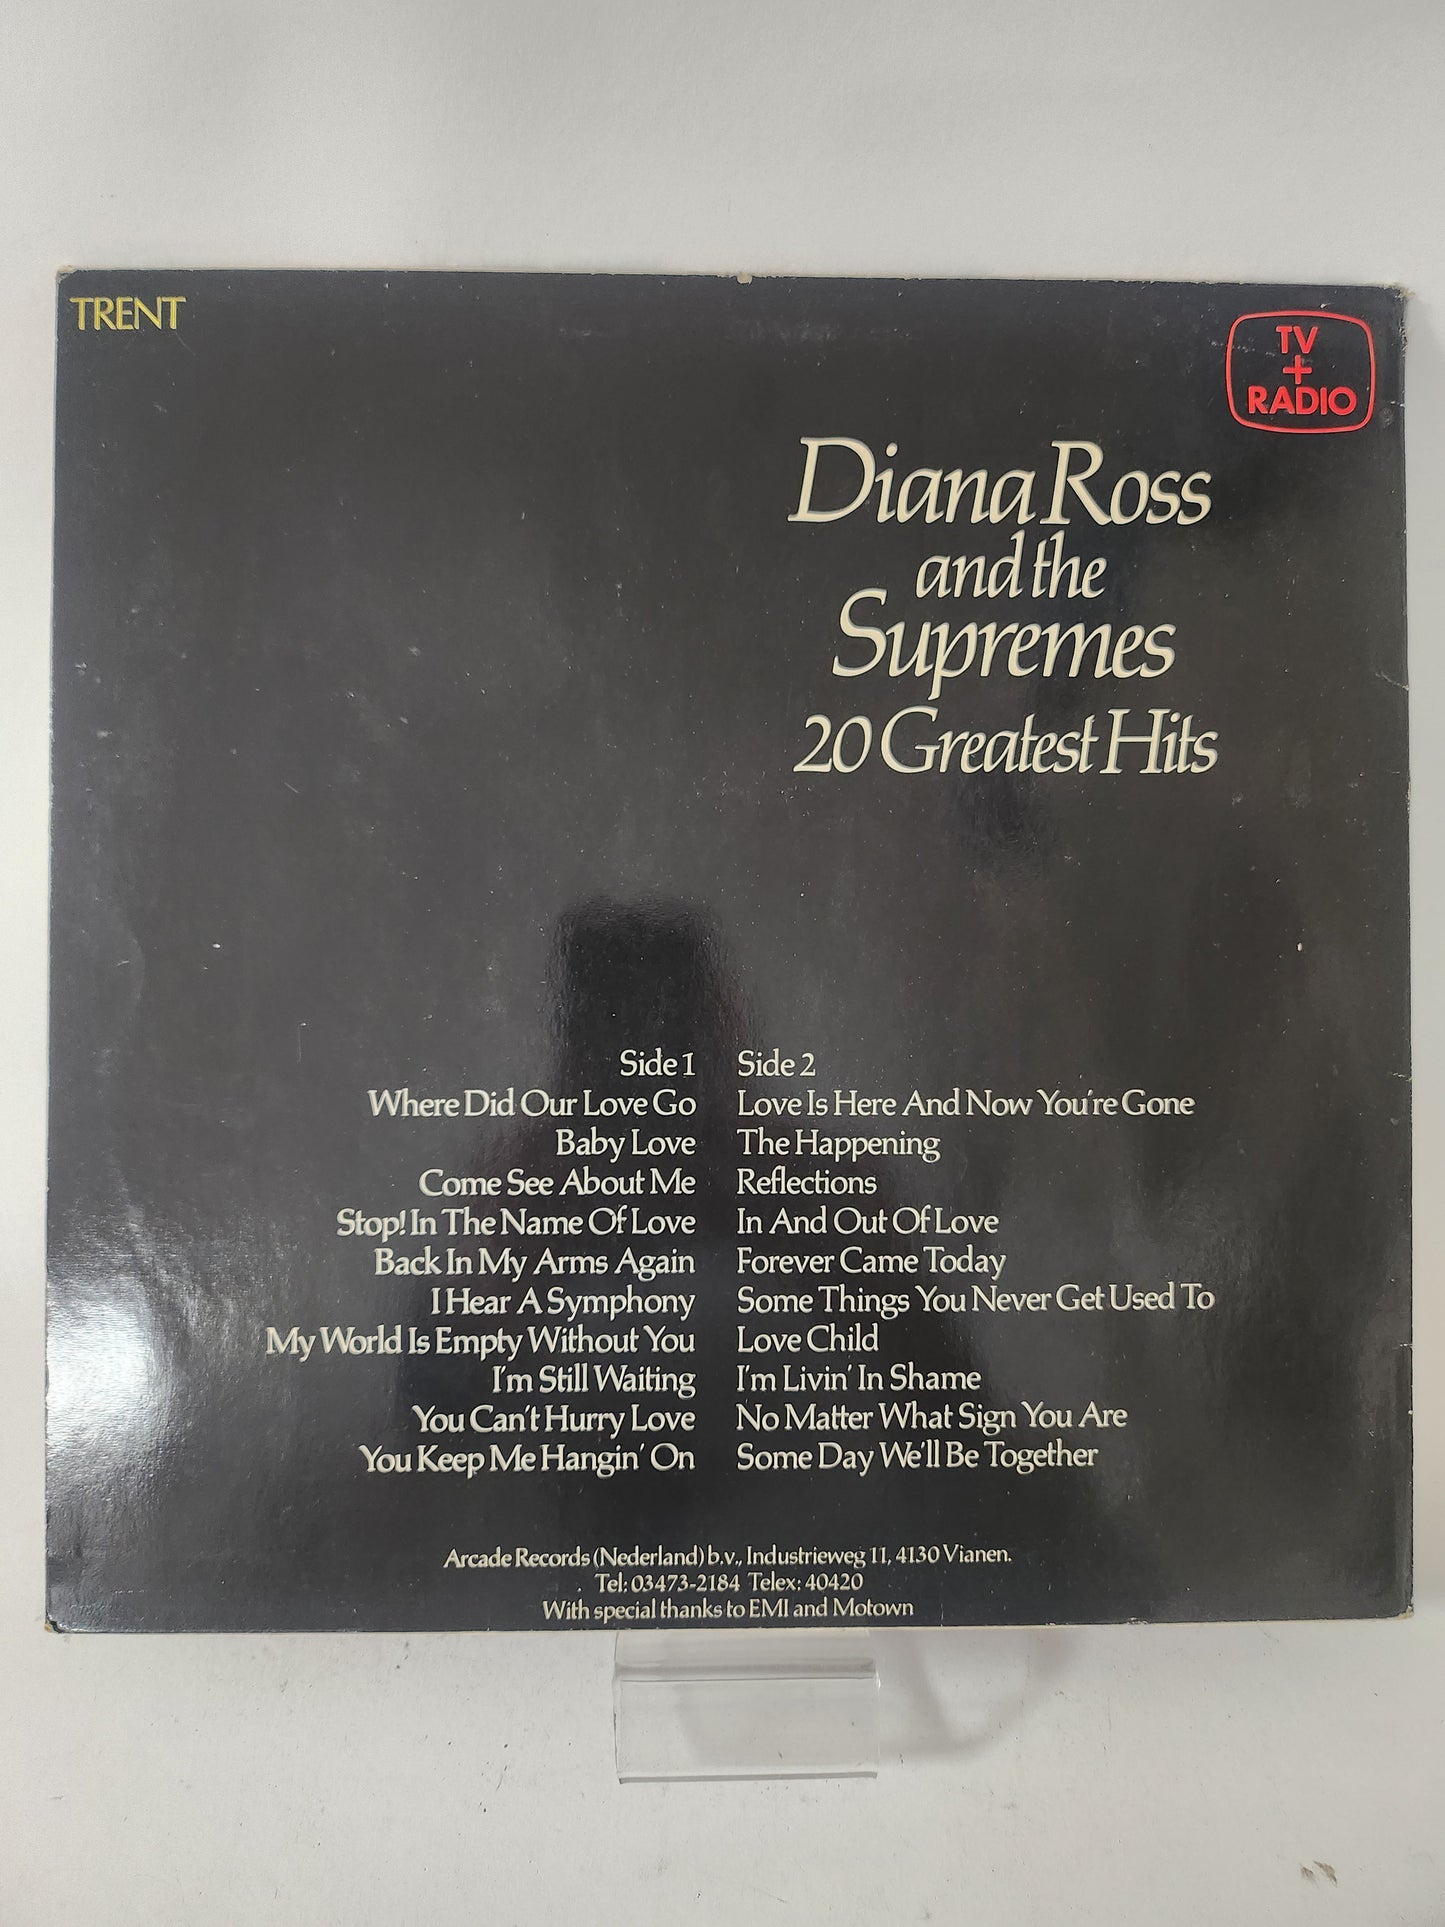 TRENT
TV
+
RADIO
Diana Ross
and the
Supremes
20 Greatest Hits
Side 1
Where Did Our Love Go
Baby Love
Come See About Me
Stop! In The Name Of Love
Back In My Arms Again
I Hear A Symphony
My World Is Empty Without You
I'm Still Waiting
You Can't Hurry Love
You Keep Me Hangin' On
Side 2
Love Is Here And Now You're Gone
The Happening
Reflections
In And Out Of Love
Forever Came Today
Some Things You Never Get Used To
Love Child
I'm Livin' In Shame
No Matter What Sign You Are
Some Day We'll Be Together
Arcade Records (Nederland) b.v., Industrieweg 11, 4130 Vianen.
Tel: 03473-2184 Telex: 40420
With special thanks to EMI and Motown